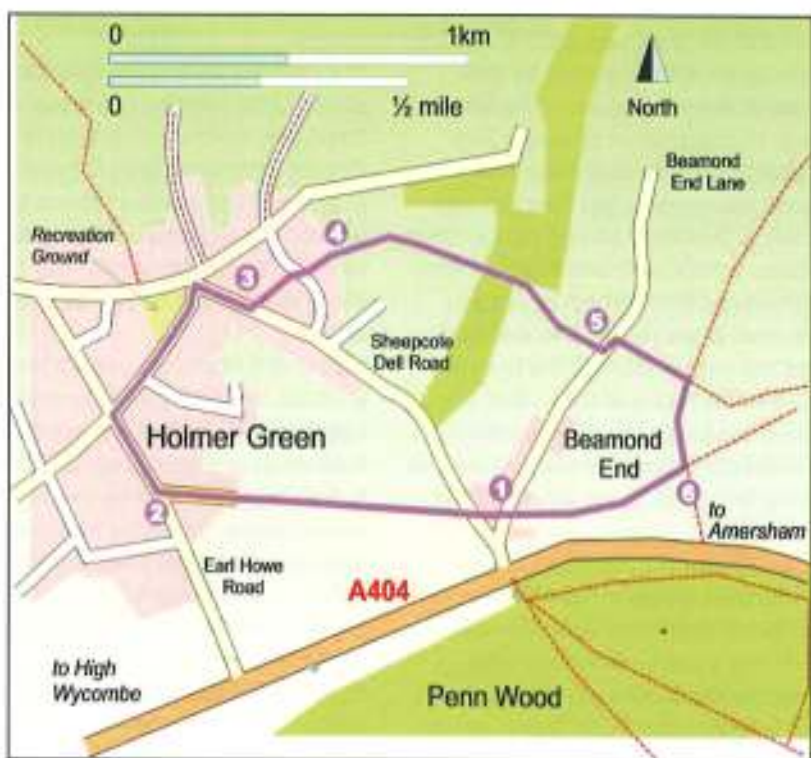 0 1km
0 ½ mile
North
Beamond
End Lane
Recreation
Ground
4
3
5
Sheepcote
Dell Road
Holmer Green
Beamond
End
1
2
6
to
Amersham
Earl Howe
Road
A404
to High
Wycombe
Penn Wood